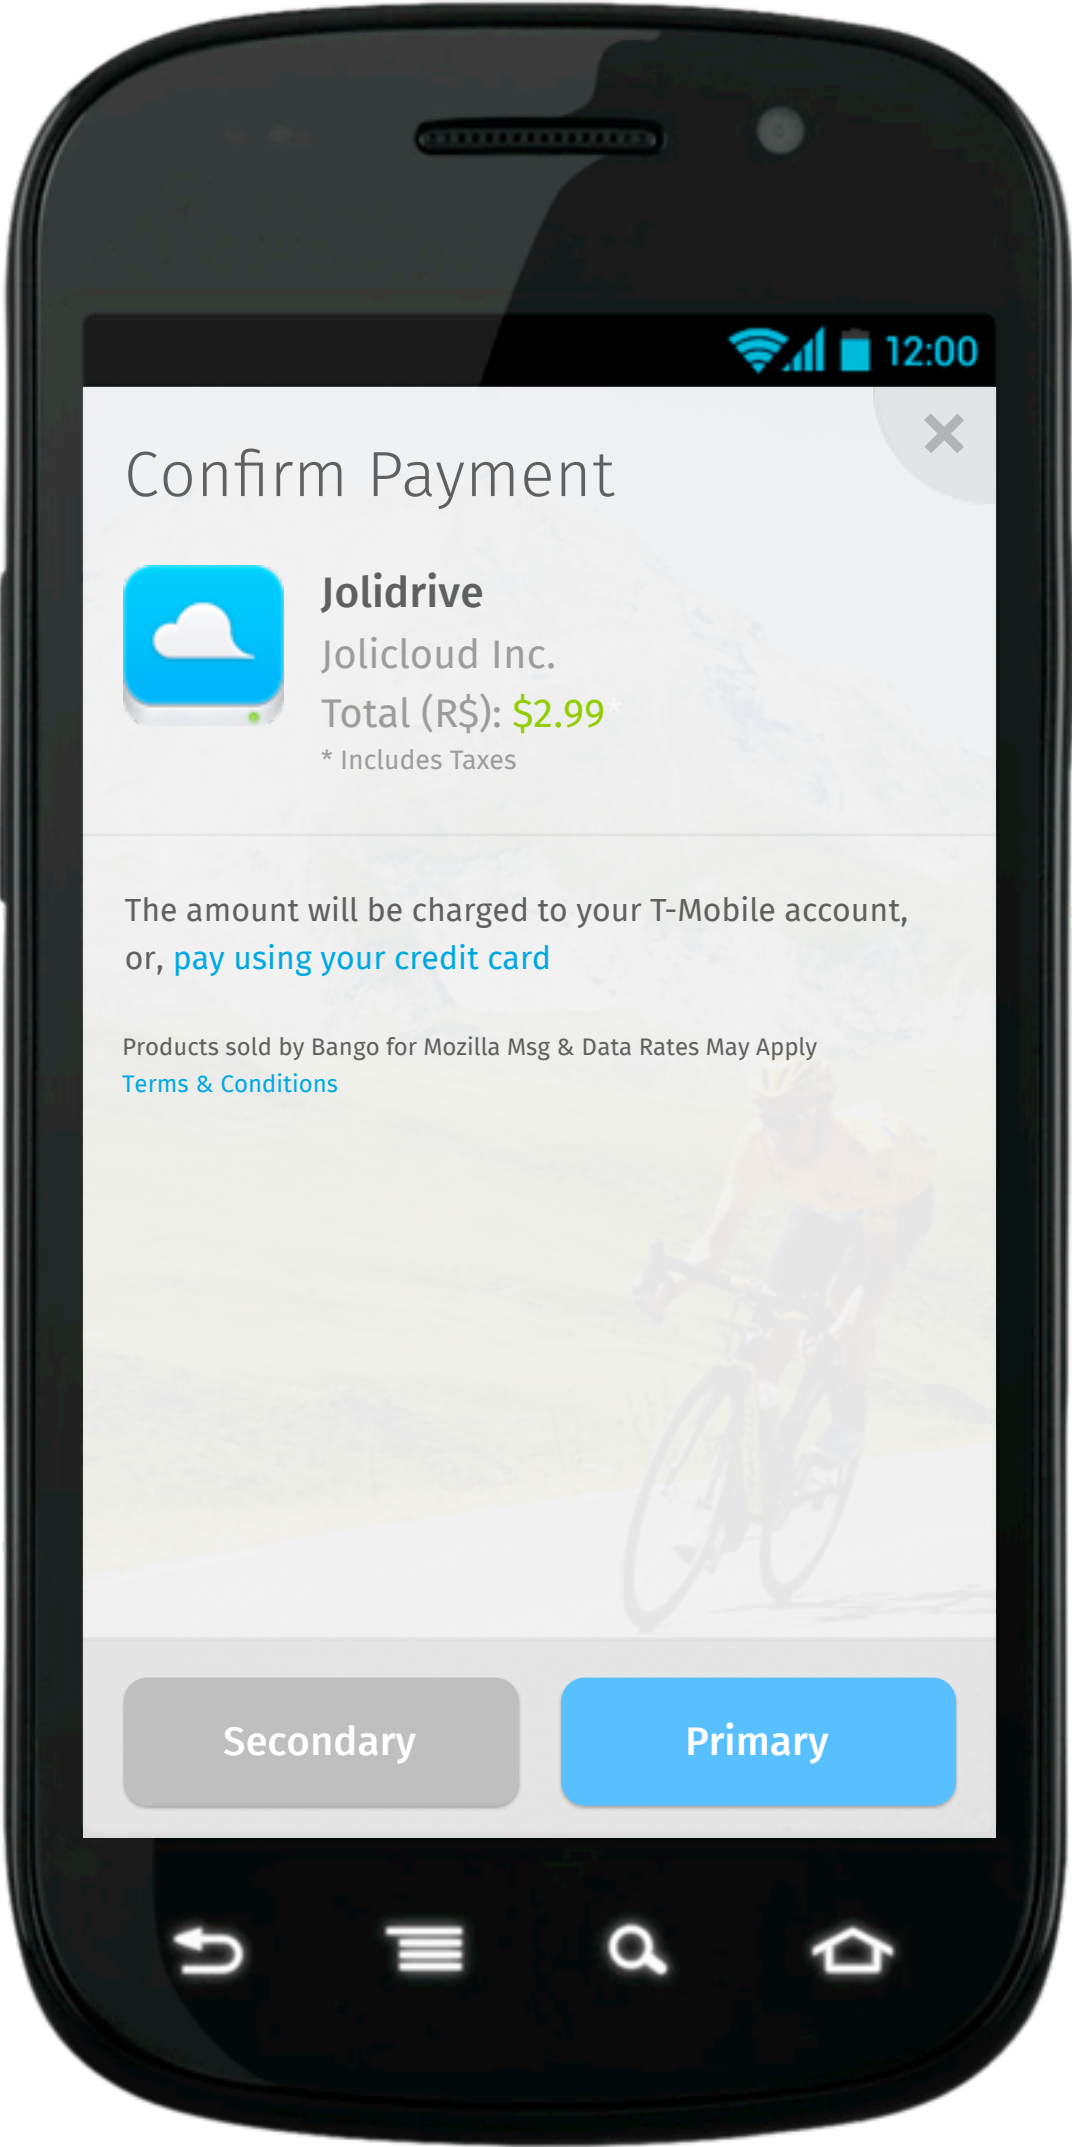 12:00
Confirm Payment
Jolidrive
Jolicloud Inc.
Total (R$): $2.99*
* Includes Taxes
The amount will be charged to your T-Mobile account,
or, pay using your credit card
Products sold by Bango for Mozilla Msg & Data Rates May Apply
Terms & Conditions
Secondary
Primary